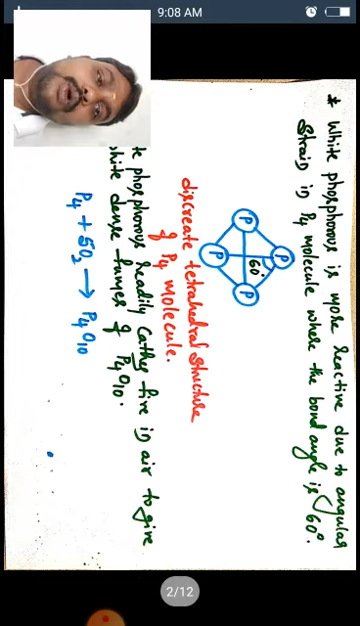 9:08 AM
* White phosphorous is more reactive due to angular
strain in P4 molecule where the bond angle is 60°.
P
P
P
P
60°
discreate tetrahedral structure
of P4 molecule.
te phosphorous readily catches fire in air to give
white dense fumes of P4O10.
P4 + 5O2 → P4O10
2/12